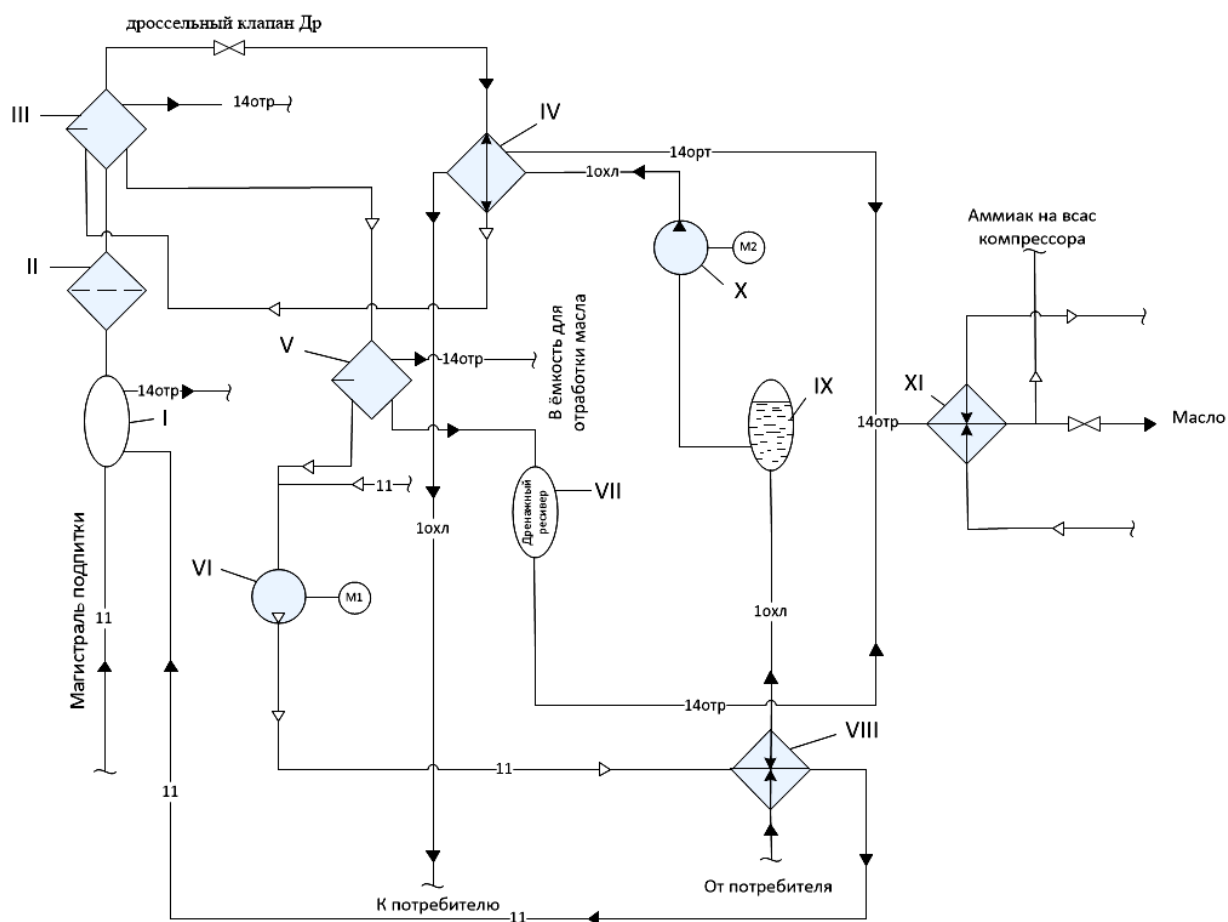 дроссельный клапан Др
III
14отр
IV
14орт
1охл
Аммиак на всас
компрессора
II
М2
X
V
14отр
В ёмкость для
отработки масла
IX
XI
14отр
I
14отр
Масло
11
VII
Дренажный
ресивер
1охл
VI
М1
1охл
Магистраль подпитки
11
14отр
VIII
11
11
К потребителю
От потребителя
14отр
11